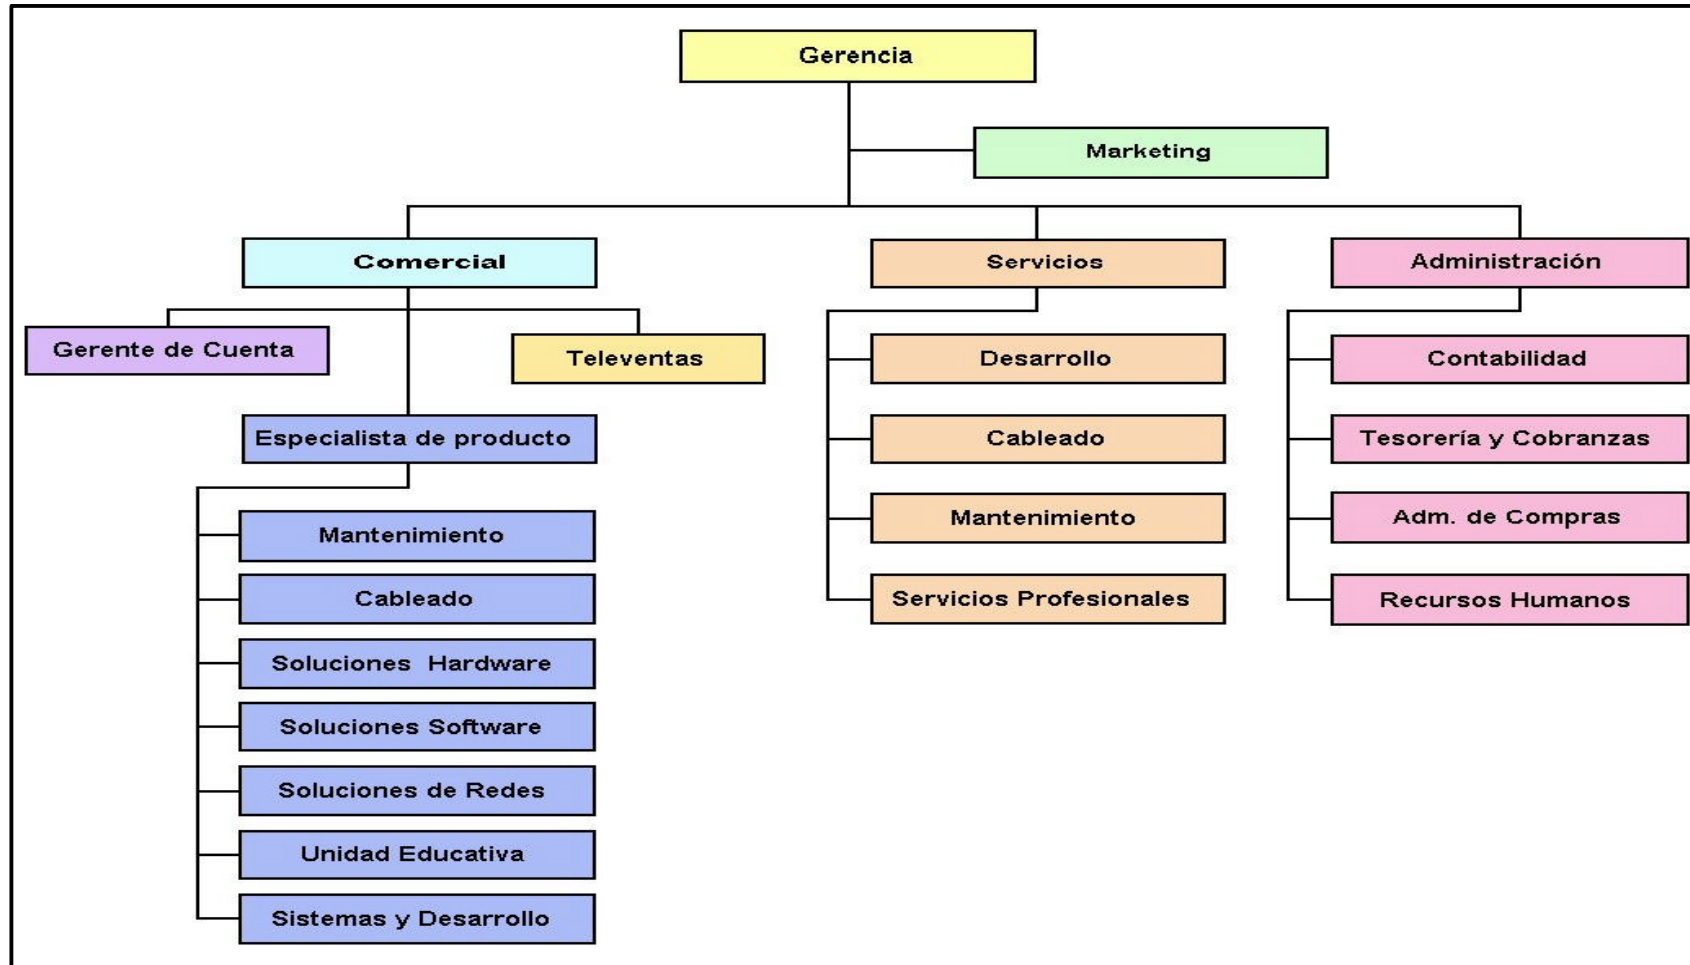 Gerencia
Marketing
Comercial
Servicios
Administración
Gerente de Cuenta
Televentas
Especialista de producto
Mantenimiento
Cableado
Soluciones Hardware
Soluciones Software
Soluciones de Redes
Unidad Educativa
Sistemas y Desarrollo
Desarrollo
Cableado
Mantenimiento
Servicios Profesionales
Contabilidad
Tesorería y Cobranzas
Adm. de Compras
Recursos Humanos